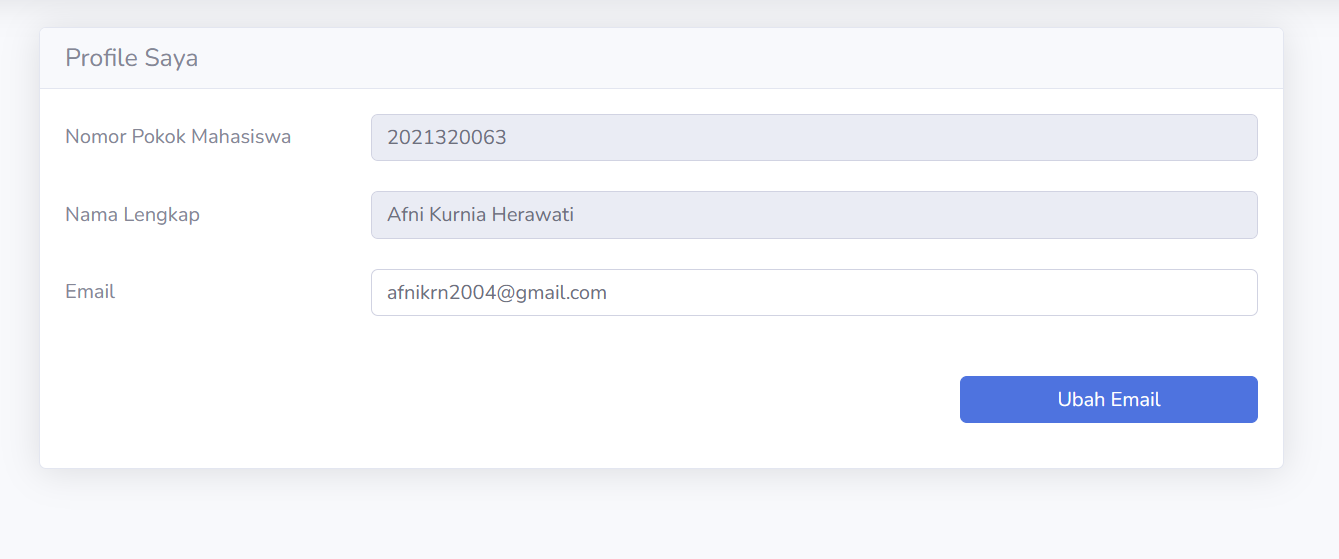 Profile Saya
Nomor Pokok Mahasiswa 2021320063
Nama Lengkap Afni Kurnia Herawati
Email afnikrn2004@gmail.com
Ubah Email